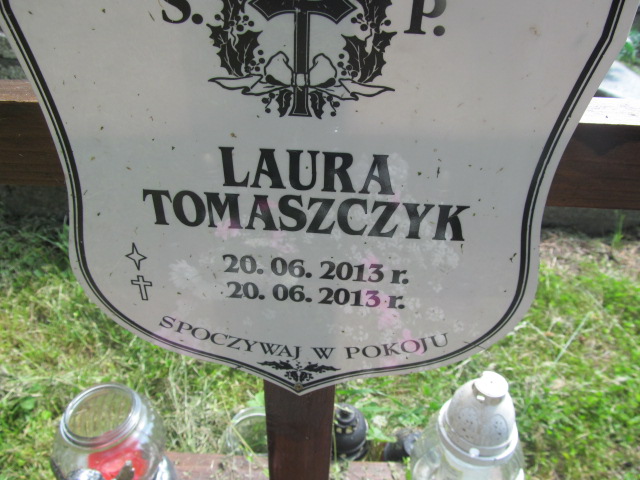 Ś. P.
LAURA
TOMASZCZYK
20. 06. 2013 r.
20. 06. 2013 r.
SPOCZYWAJ W POKOJU